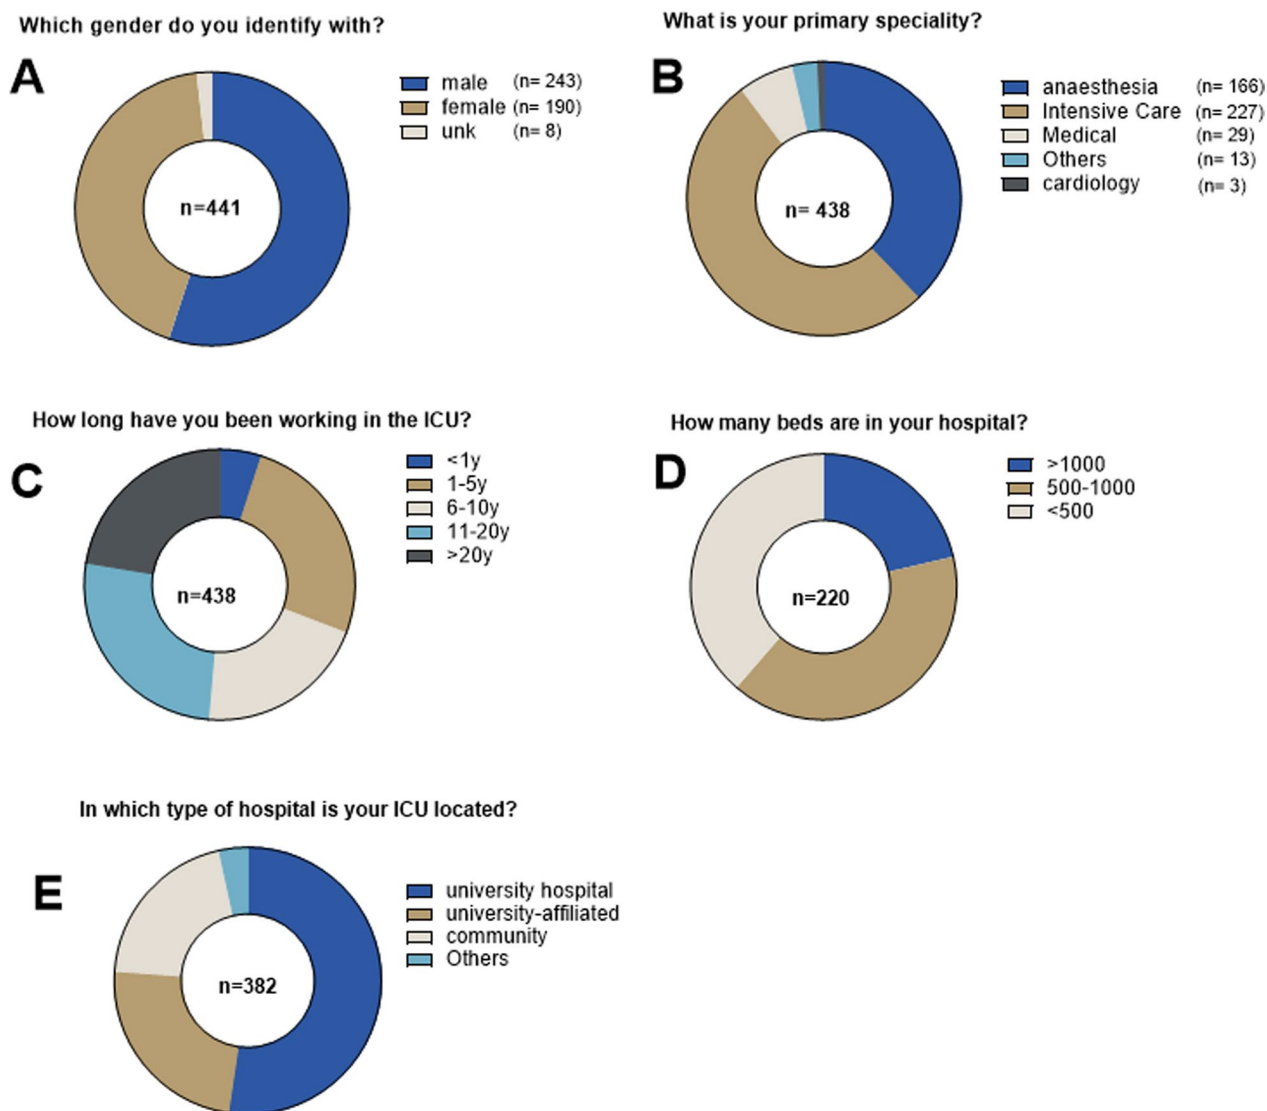 Which gender do you identify with?
A
male (n= 243)
female (n= 190)
unk (n= 8)
n=441
What is your primary speciality?
B
anaesthesia (n= 166)
Intensive Care (n= 227)
Medical (n= 29)
Others (n= 13)
cardiology (n= 3)
n= 438
How long have you been working in the ICU?
C
<1y
1-5y
6-10y
11-20y
>20y
n=438
How many beds are in your hospital?
D
>1000
500-1000
<500
n=220
In which type of hospital is your ICU located?
E
university hospital
university-affiliated
community
Others
n=382